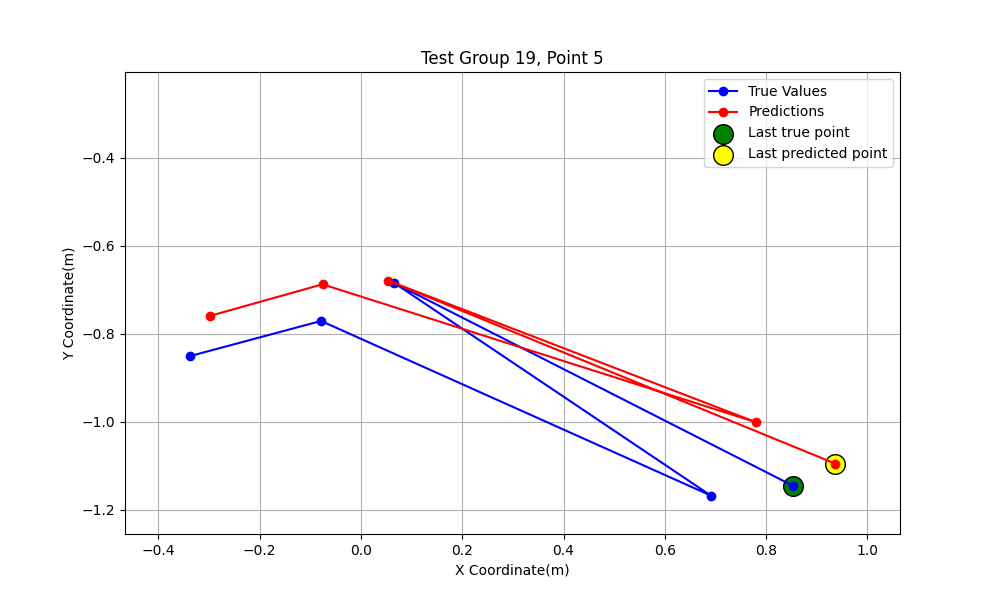 Test Group 19, Point 5
True Values
Predictions
Last true point
Last predicted point
−0.4
−0.6
−0.8
−1.0
−1.2
Y Coordinate(m)
−0.4 −0.2 0.0 0.2 0.4 0.6 0.8 1.0
X Coordinate(m)